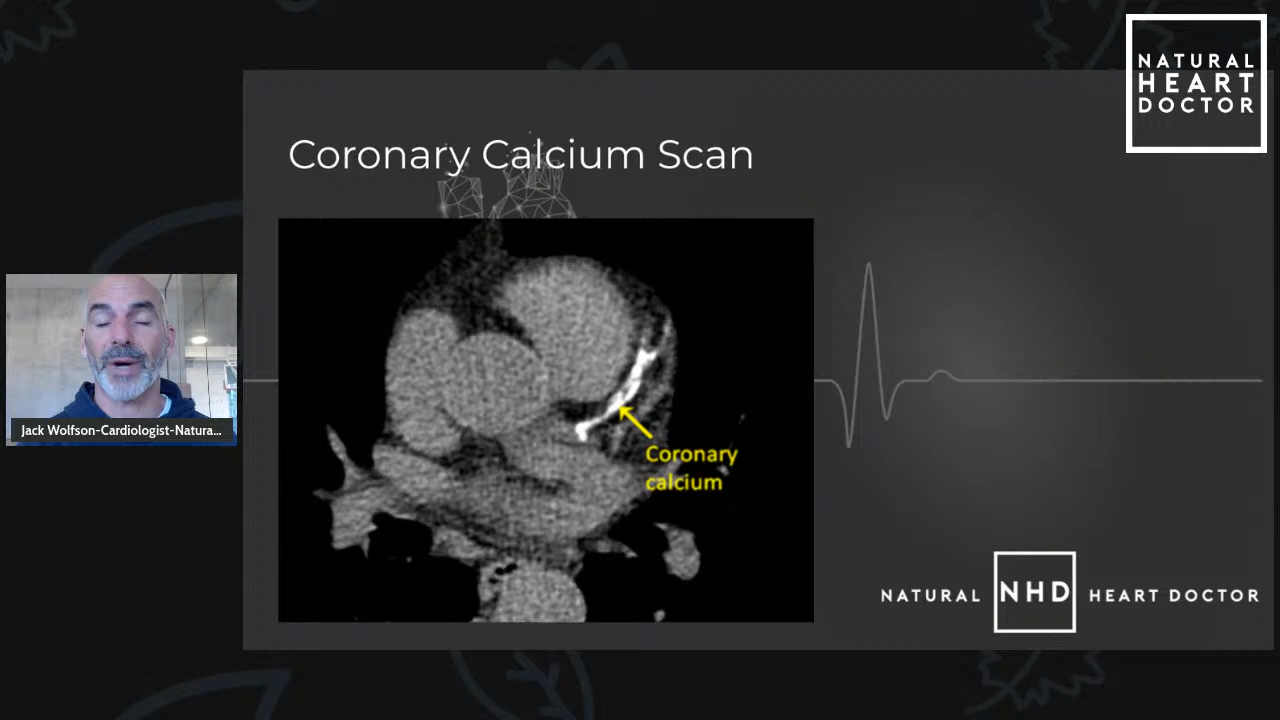 NATURAL
HEART
DOCTOR
Coronary Calcium Scan
Jack Wolfson-Cardiologist-Natura...
Coronary
calcium
NATURAL NHD HEART DOCTOR